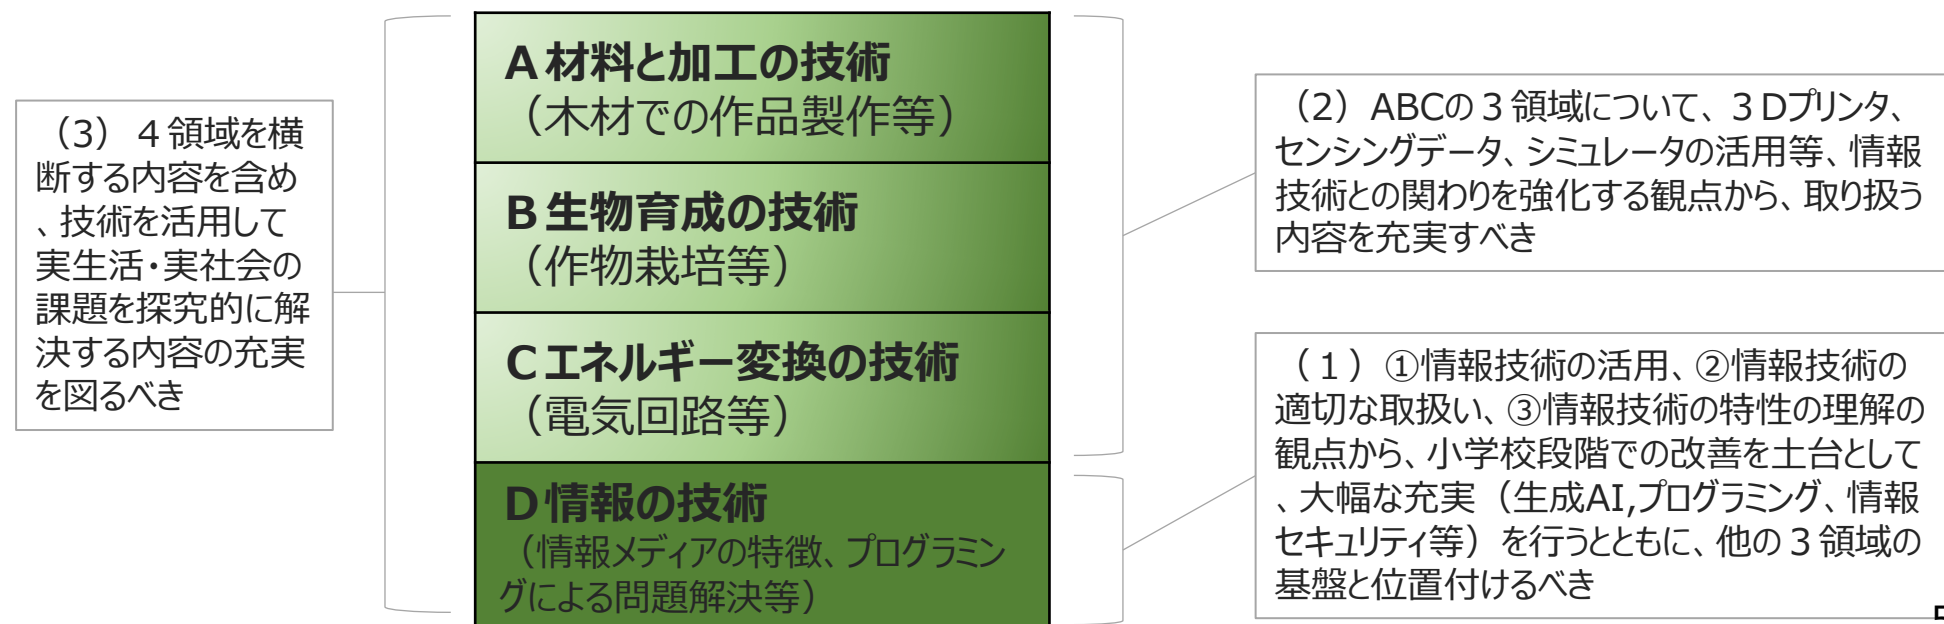 （3）４領域を横
断する内容を含め
、技術を活用して
実生活・実社会の
課題を探究的に解
決する内容の充実
を図るべき
Ａ材料と加工の技術
（木材での作品製作等）
Ｂ生物育成の技術
（作物栽培等）
Ｃエネルギー変換の技術
（電気回路等）
Ｄ情報の技術
（情報メディアの特徴、プログラミン
グによる問題解決等）
（2）ABCの３領域について、３Dプリンタ、
センシングデータ、シミュレータの活用等、情報
技術との関わりを強化する観点から、取り扱う
内容を充実すべき
（１）①情報技術の活用、②情報技術の
適切な取扱い、③情報技術の特性の理解の
観点から、小学校段階での改善を土台として
、大幅な充実（生成AI,プログラミング、情報
セキュリティ等）を行うとともに、他の３領域の
基盤と位置付けるべき